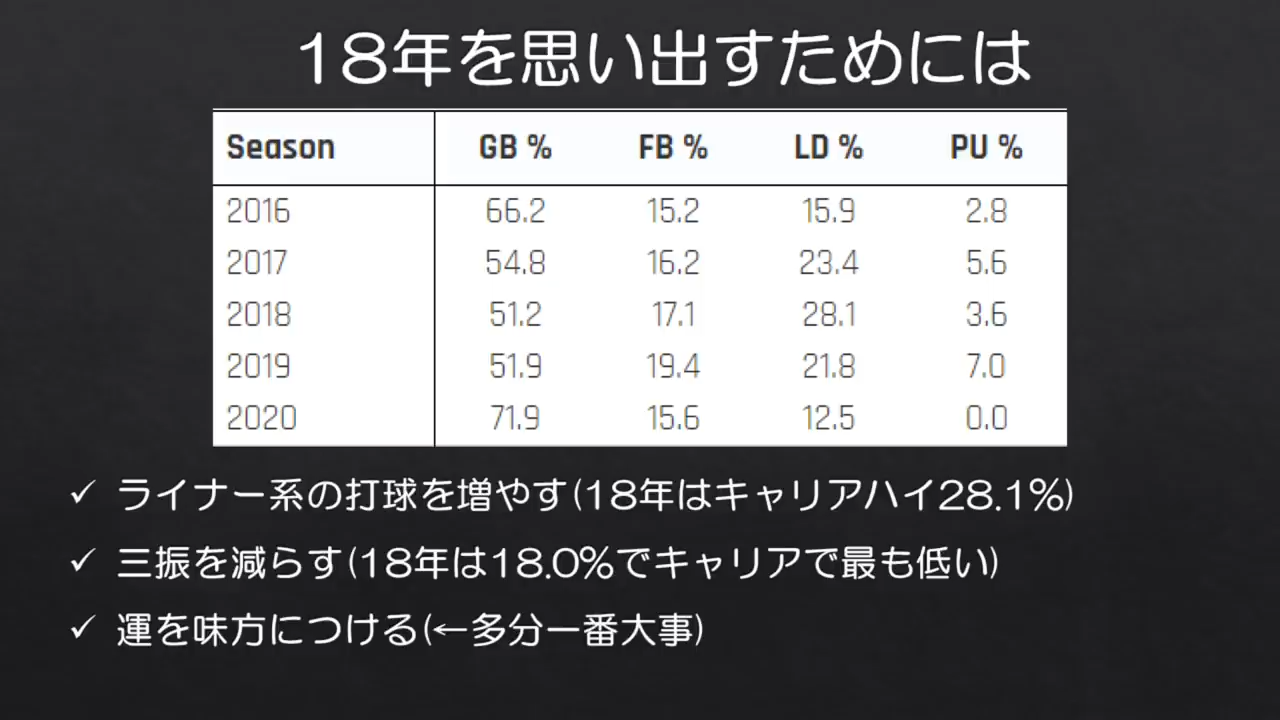 18年を思い出すためには
Season GB % FB % LD % PU %
2016 66.2 15.2 15.9 2.8
2017 54.8 16.2 23.4 5.6
2018 51.2 17.1 28.1 3.6
2019 51.9 19.4 21.8 7.0
2020 71.9 15.6 12.5 0.0
✓ ライナー系の打球を増やす(18年はキャリアハイ28.1%)
✓ 三振を減らす(18年は18.0%でキャリアで最も低い)
✓ 運を味方につける(←多分一番大事)